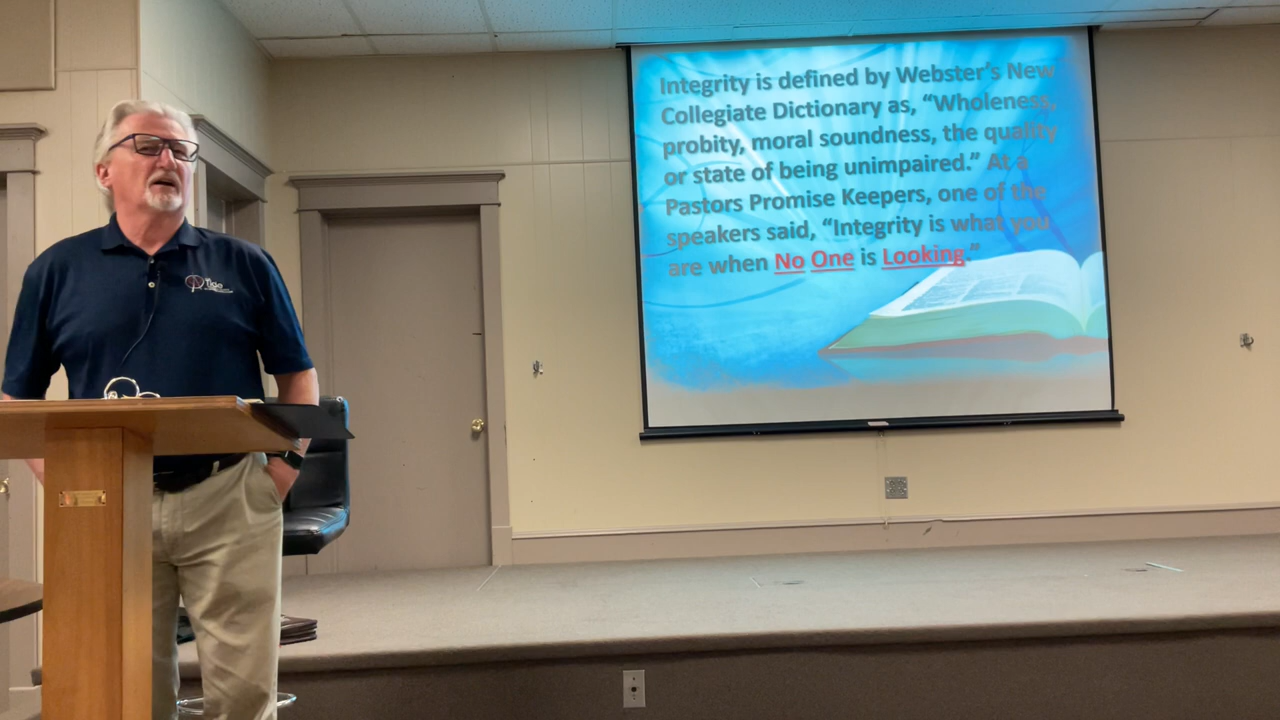 Integrity is defined by Webster's New
Collegiate Dictionary as, “Wholeness,
probity, moral soundness, the quality
or state of being unimpaired.” At a
Pastors Promise Keepers, one of the
speakers said, “Integrity is what you
are when No One is Looking.”